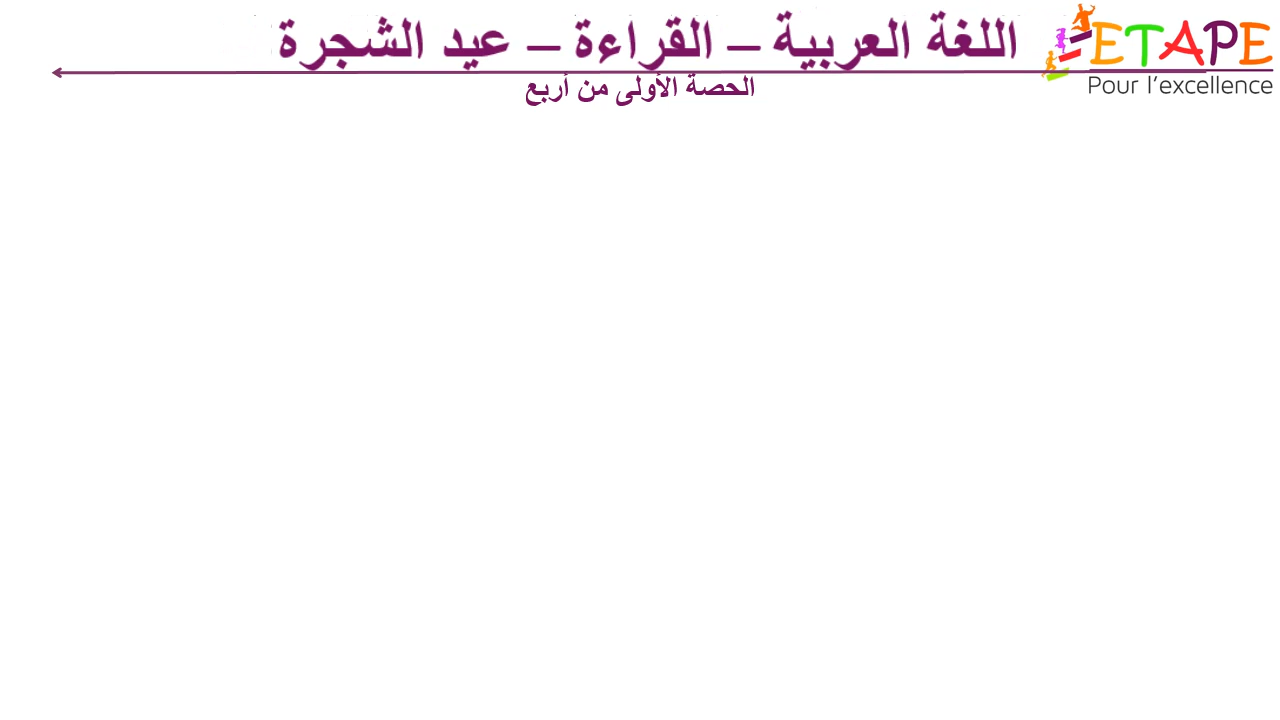 اللغة العربية – القراءة – عيد الشجرة
ETAPE
Pour l'excellence
الحصة الأولى من أربع